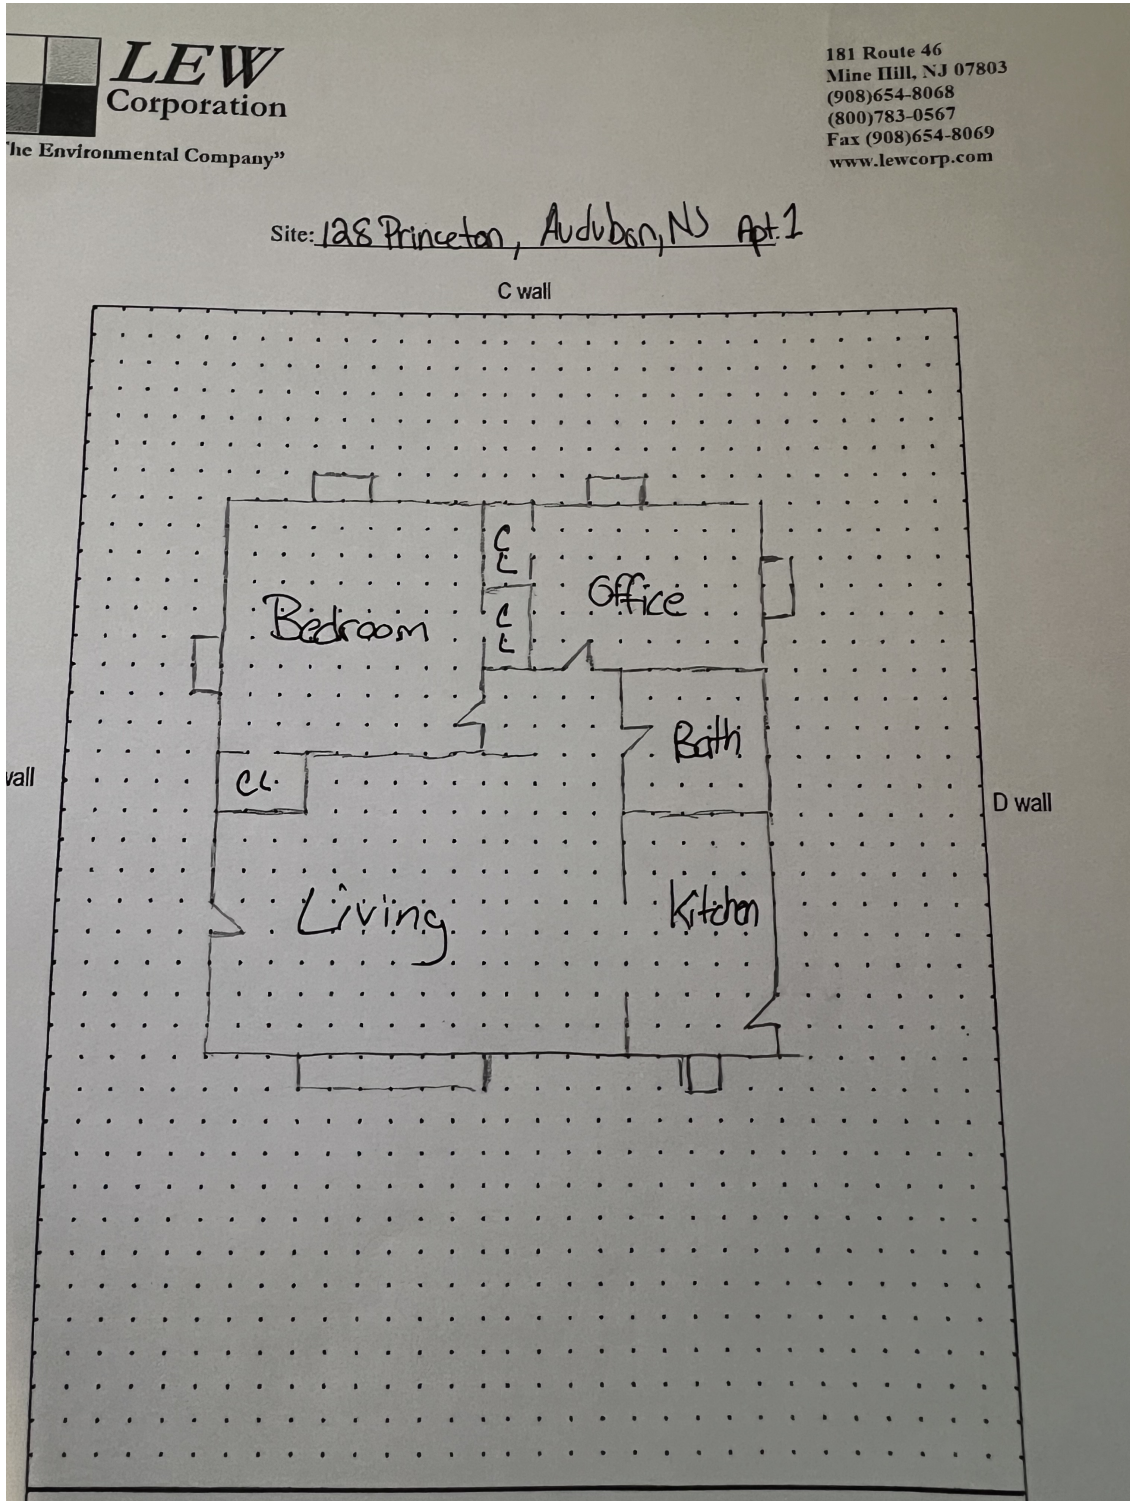 LEW
Corporation
he Environmental Company”
181 Route 46
Mine Hill, NJ 07803
(908)654-8068
(800)783-0567
Fax (908)654-8069
www.lewcorp.com
Site: 128 Princeton, Audubon, NJ Apt. 1
C wall
CL
Office
Bedroom
CL
Bath
CL.
wall
D wall
Living
Kitchen